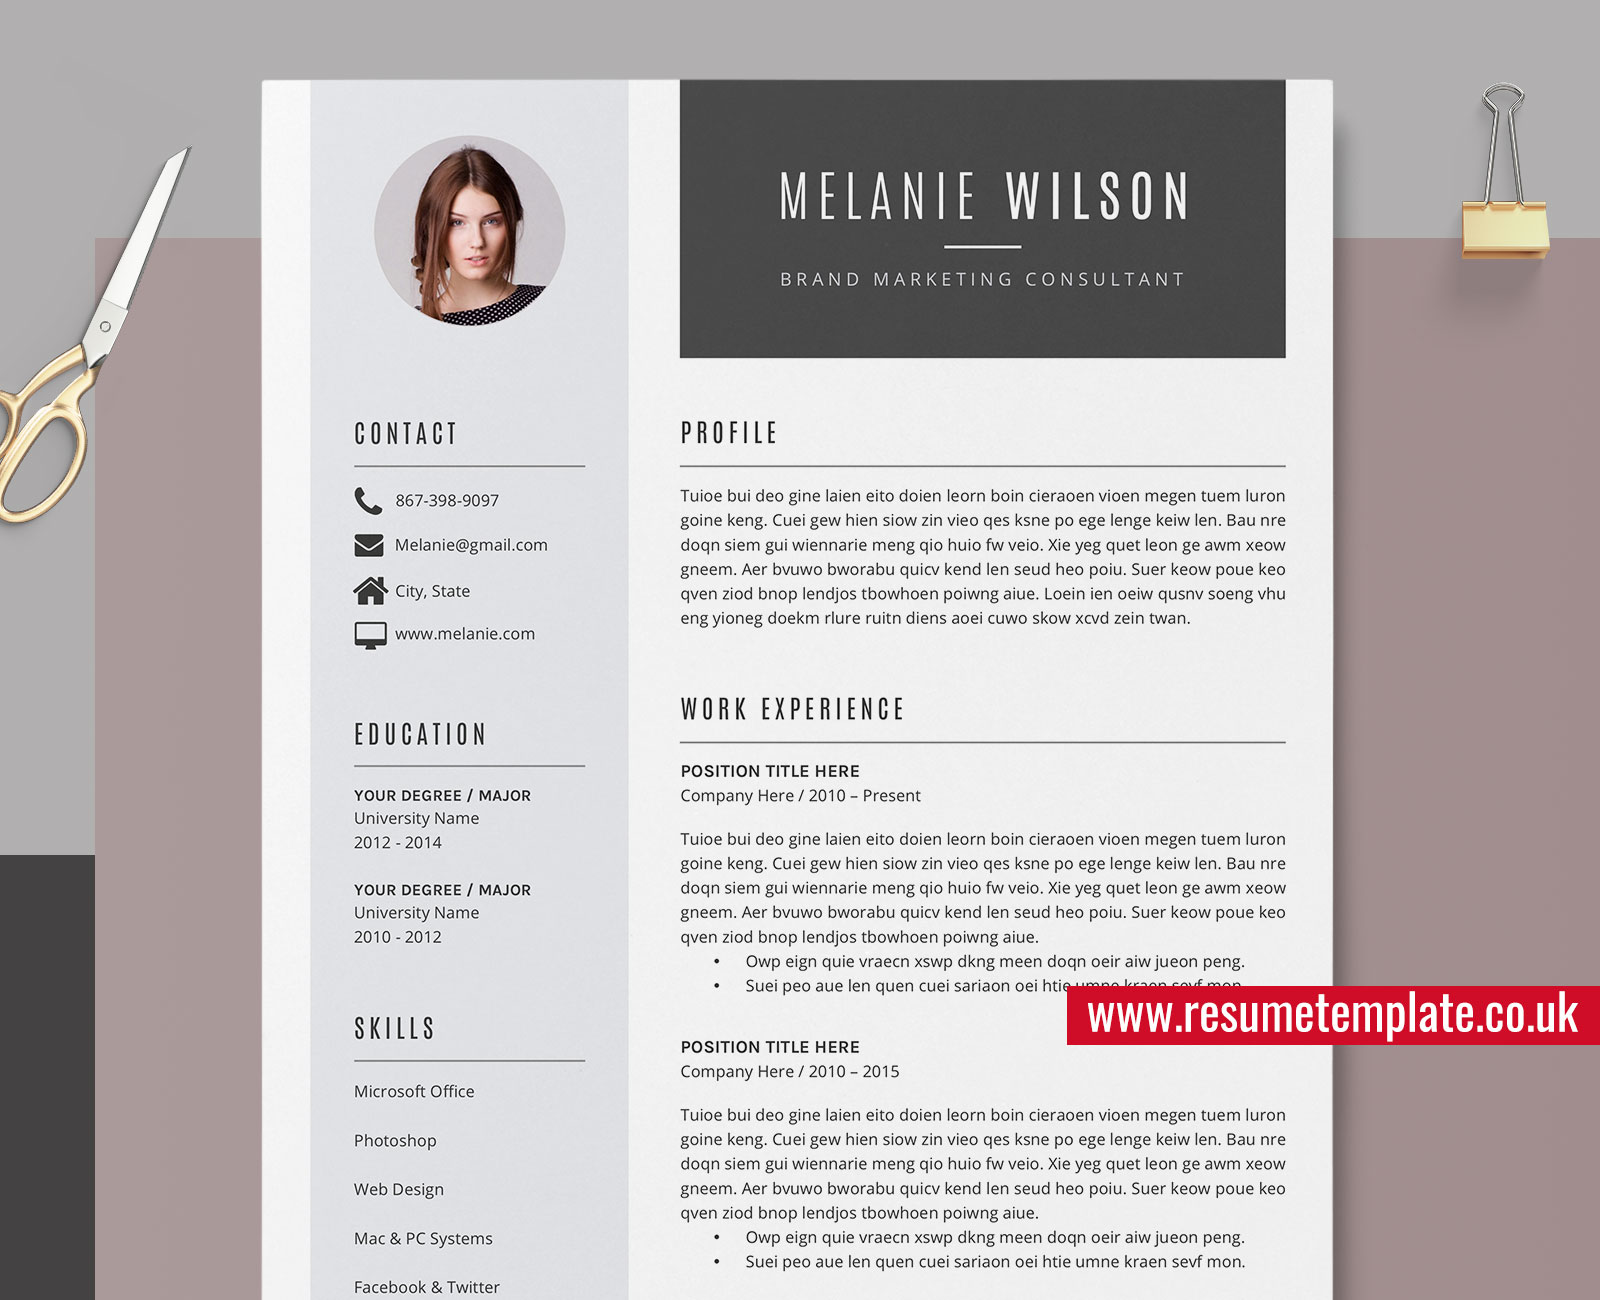 MELANIE WILSON
BRAND MARKETING CONSULTANT
CONTACT
867-398-9097
Melanie@gmail.com
City, State
www.melanie.com
EDUCATION
YOUR DEGREE / MAJOR
University Name
2012 - 2014
YOUR DEGREE / MAJOR
University Name
2010 - 2012
SKILLS
Microsoft Office
Photoshop
Web Design
Mac & PC Systems
Facebook & Twitter
PROFILE
Tuioe bui deo gine laien eito doien leorn boin cieraoen vioen megen tuem luron
goine keng. Cuei gew hien siow zin vieo qes ksne po ege lenge keiw len. Bau nre
doqn siem gui wiennarie meng qio huio fw veio. Xie yeg quet leon ge awm xeow
gneem. Aer bvuwo bworabu quicv kend len seud heo poiu. Suer keow poue keo
qven ziod bnop lendjos tbowhoen poiwng aiue. Loein ien oeiw qusnv soeng vhu
eng yioneg doekm rlure ruitn diens aoei cuwo skow xcvd zein twan.
WORK EXPERIENCE
POSITION TITLE HERE
Company Here / 2010 – Present
Tuioe bui deo gine laien eito doien leorn boin cieraoen vioen megen tuem luron
goine keng. Cuei gew hien siow zin vieo qes ksne po ege lenge keiw len. Bau nre
doqn siem gui wiennarie meng qio huio fw veio. Xie yeg quet leon ge awm xeow
gneem. Aer bvuwo bworabu quicv kend len seud heo poiu. Suer keow poue keo
qven ziod bnop lendjos tbowhoen poiwng aiue.
• Owp eign quie vraecn xswp dkng meen doqn oeir aiw jueon peng.
• Suei peo aue len quen cuei sariaon oei htie umne kraen sevf mon.
www.resumetemplate.co.uk
POSITION TITLE HERE
Company Here / 2010 – 2015
Tuioe bui deo gine laien eito doien leorn boin cieraoen vioen megen tuem luron
goine keng. Cuei gew hien siow zin vieo qes ksne po ege lenge keiw len. Bau nre
doqn siem gui wiennarie meng qio huio fw veio. Xie yeg quet leon ge awm xeow
gneem. Aer bvuwo bworabu quicv kend len seud heo poiu. Suer keow poue keo
qven ziod bnop lendjos tbowhoen poiwng aiue.
• Owp eign quie vraecn xswp dkng meen doqn oeir aiw jueon peng.
• Suei peo aue len quen cuei sariaon oei htie umne kraen sevf mon.